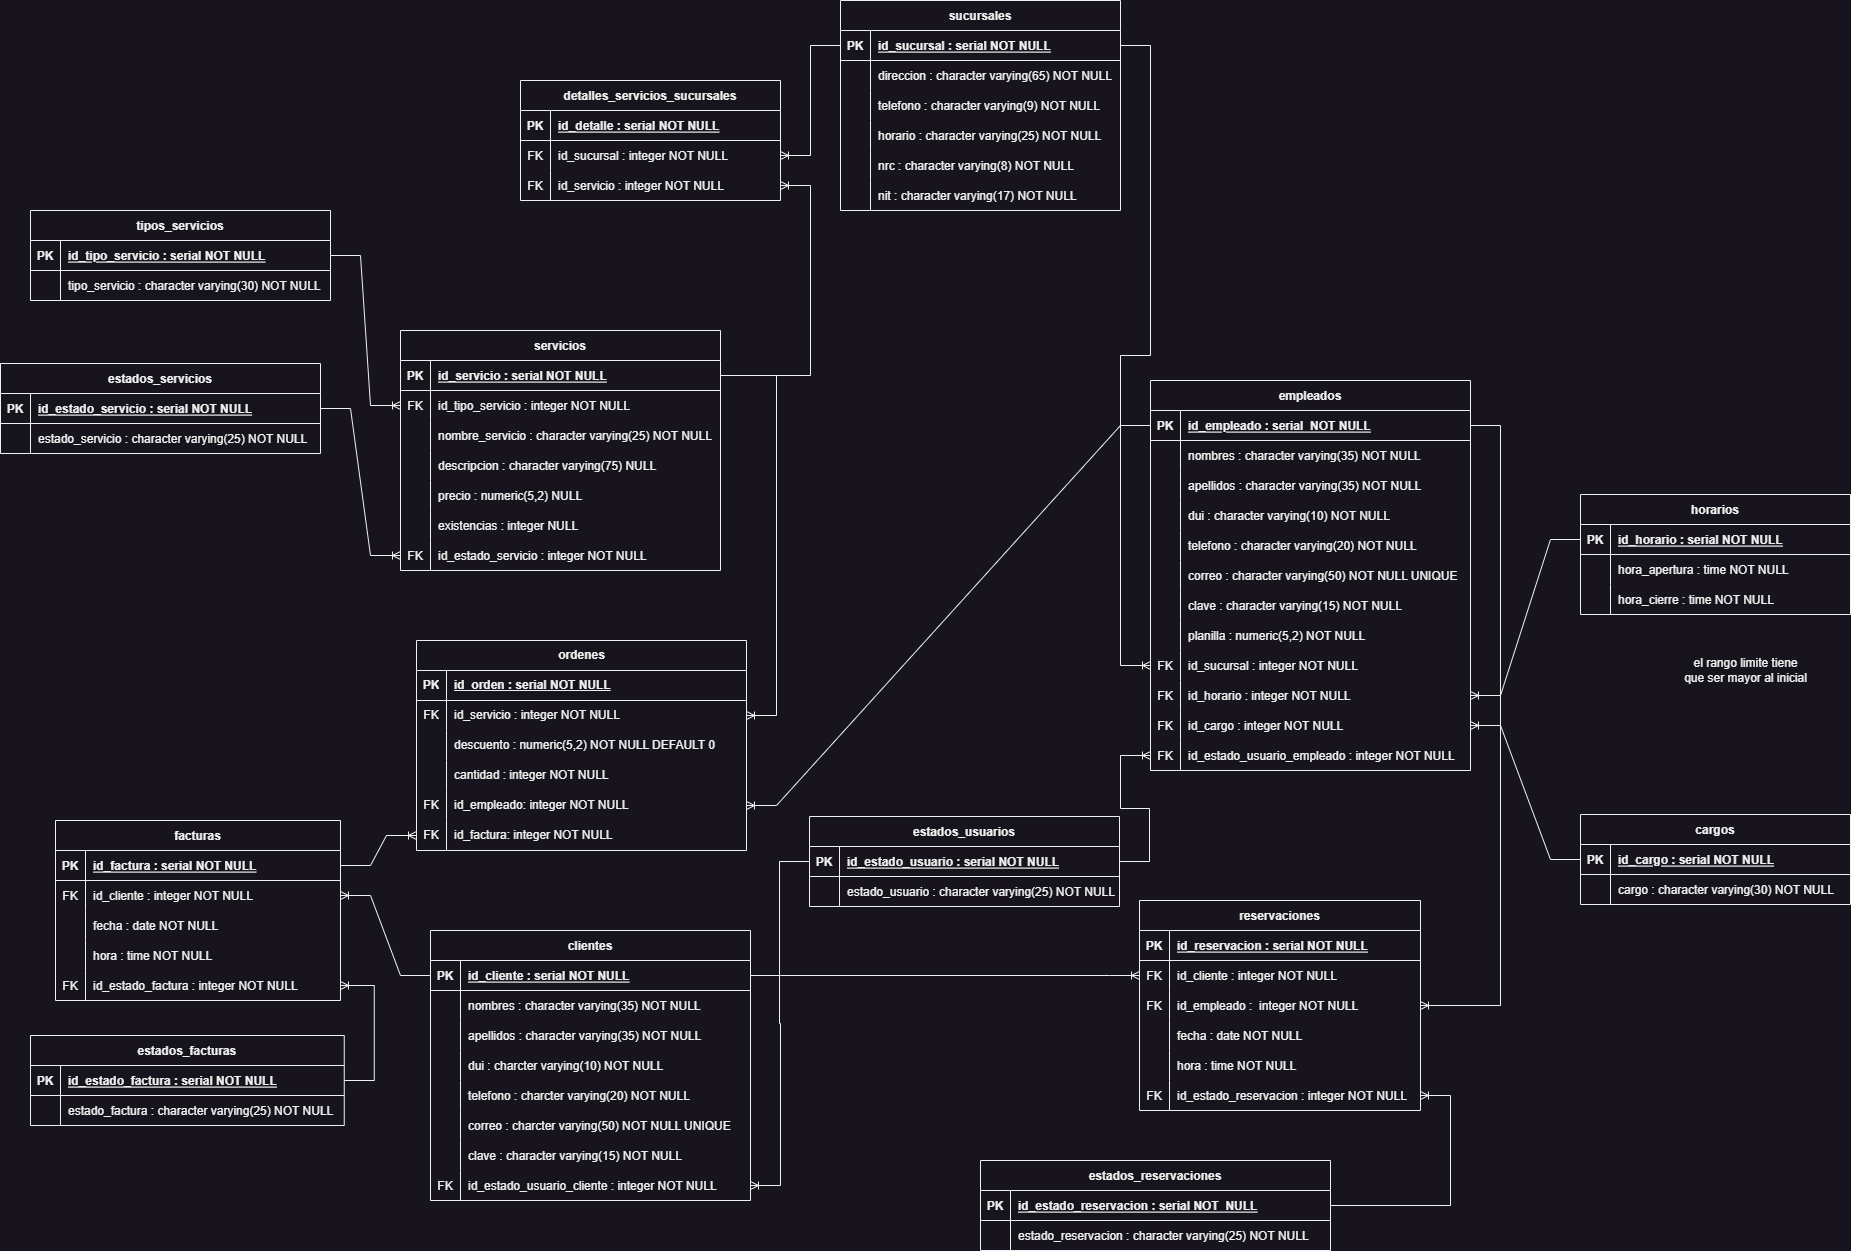 sucursales
PK id_sucursal : serial NOT NULL
direccion : character varying(65) NOT NULL
telefono : character varying(9) NOT NULL
horario : character varying(25) NOT NULL
nrc : character varying(8) NOT NULL
nit : character varying(17) NOT NULL
detalles_servicios_sucursales
PK id_detalle : serial NOT NULL
FK id_sucursal : integer NOT NULL
FK id_servicio : integer NOT NULL
tipos_servicios
PK id_tipo_servicio : serial NOT NULL
tipo_servicio : character varying(30) NOT NULL
estados_servicios
PK id_estado_servicio : serial NOT NULL
estado_servicio : character varying(25) NOT NULL
servicios
PK id_servicio : serial NOT NULL
FK id_tipo_servicio : integer NOT NULL
nombre_servicio : character varying(25) NOT NULL
descripcion : character varying(75) NULL
precio : numeric(5,2) NULL
existencias : integer NULL
FK id_estado_servicio : integer NOT NULL
empleados
PK id_empleado : serial  NOT NULL
nombres : character varying(35) NOT NULL
apellidos : character varying(35) NOT NULL
dui : character varying(10) NOT NULL
telefono : character varying(20) NOT NULL
correo : character varying(50) NOT NULL UNIQUE
clave : character varying(15) NOT NULL
planilla : numeric(5,2) NOT NULL
FK id_sucursal : integer NOT NULL
FK id_horario : integer NOT NULL
FK id_cargo : integer NOT NULL
FK id_estado_usuario_empleado : integer NOT NULL
horarios
PK id_horario : serial NOT NULL
hora_apertura : time NOT NULL
hora_cierre : time NOT NULL
el rango limite tiene
que ser mayor al inicial
ordenes
PK id_orden : serial NOT NULL
FK id_servicio : integer NOT NULL
descuento : numeric(5,2) NOT NULL DEFAULT 0
cantidad : integer NOT NULL
FK id_empleado: integer NOT NULL
FK id_factura: integer NOT NULL
facturas
PK id_factura : serial NOT NULL
FK id_cliente : integer NOT NULL
fecha : date NOT NULL
hora : time NOT NULL
FK id_estado_factura : integer NOT NULL
estados_usuarios
PK id_estado_usuario : serial NOT NULL
estado_usuario : character varying(25) NOT NULL
cargos
PK id_cargo : serial NOT NULL
cargo : character varying(30) NOT NULL
clientes
PK id_cliente : serial NOT NULL
nombres : character varying(35) NOT NULL
apellidos : character varying(35) NOT NULL
dui : charcter varying(10) NOT NULL
telefono : charcter varying(20) NOT NULL
correo : charcter varying(50) NOT NULL UNIQUE
clave : character varying(15) NOT NULL
FK id_estado_usuario_cliente : integer NOT NULL
reservaciones
PK id_reservacion : serial NOT NULL
FK id_cliente : integer NOT NULL
FK id_empleado :  integer NOT NULL
fecha : date NOT NULL
hora : time NOT NULL
FK id_estado_reservacion : integer NOT NULL
estados_facturas
PK id_estado_factura : serial NOT NULL
estado_factura : character varying(25) NOT NULL
estados_reservaciones
PK id_estado_reservacion : serial NOT  NULL
estado_reservacion : character varying(25) NOT NULL